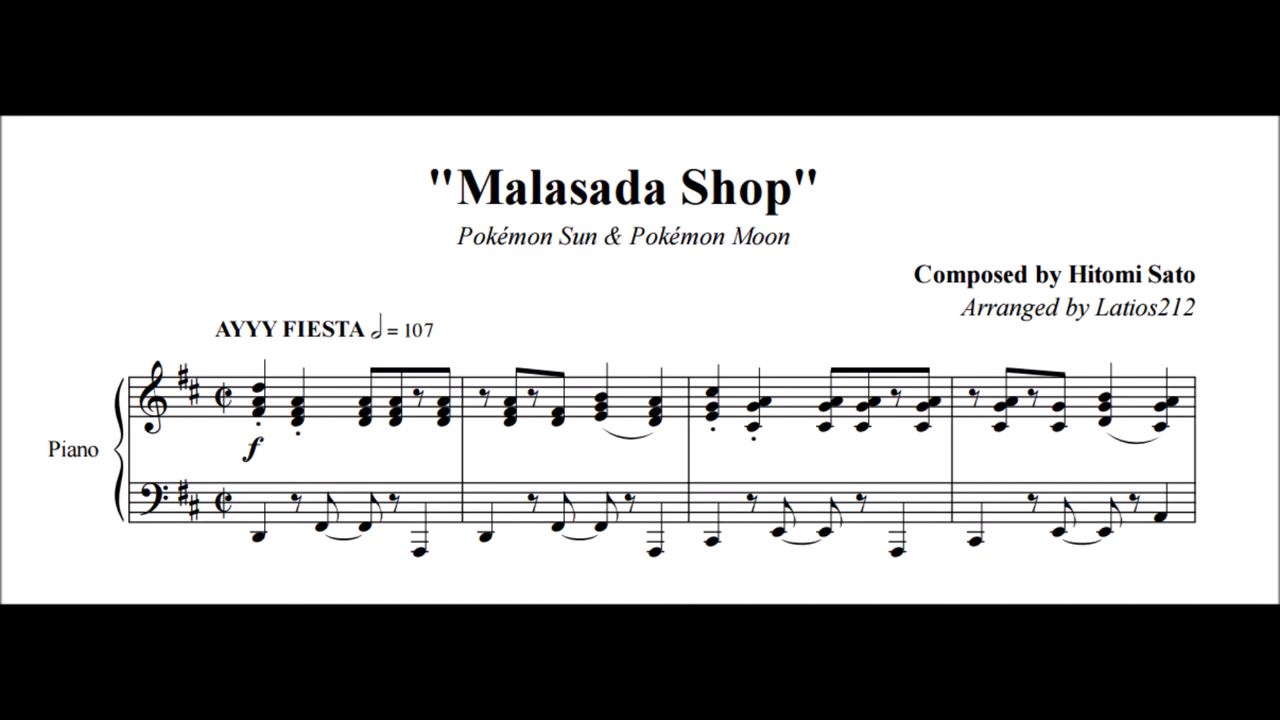 "Malasada Shop"
Pokémon Sun & Pokémon Moon
Composed by Hitomi Sato
Arranged by Latios212
AYYY FIESTA 𝅗𝅥 = 107
Piano
f